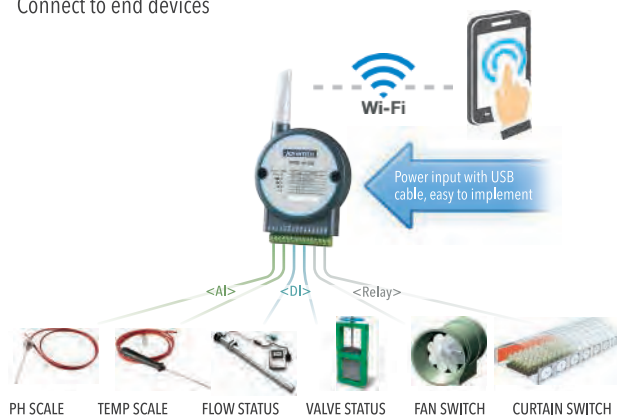 Connect to end devices
Wi-Fi
ADVANTECH
Power input with USB
cable, easy to implement
<AI>
<DI>
<Relay>
PH SCALE
TEMP SCALE
FLOW STATUS
VALVE STATUS
FAN SWITCH
CURTAIN SWITCH